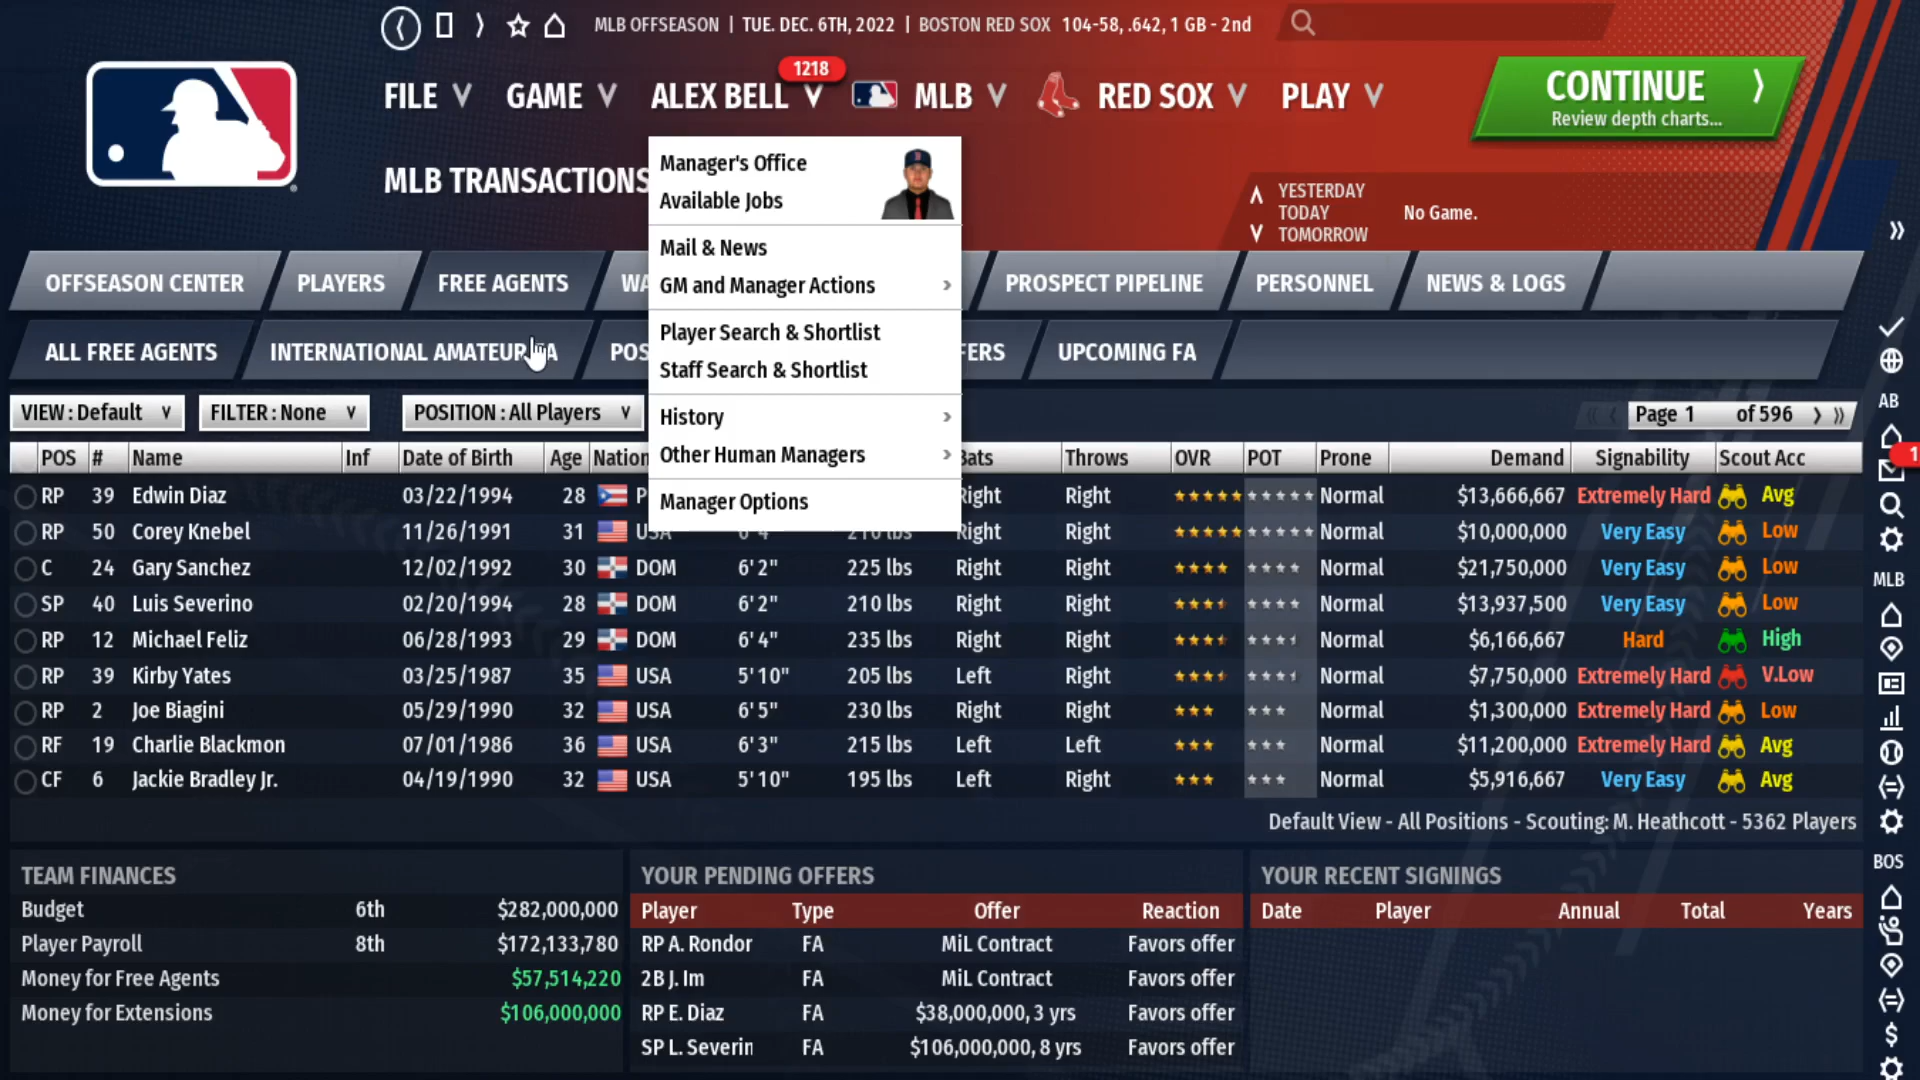 MLB OFFSEASON | TUE. DEC. 6TH, 2022 | BOSTON RED SOX 104-58, .642, 1 GB - 2nd
1218
FILE GAME ALEX BELL MLB RED SOX PLAY
CONTINUE
Review depth charts...
MLB TRANSACTIONS
Manager's Office
Available Jobs
Mail & News
GM and Manager Actions
Player Search & Shortlist
Staff Search & Shortlist
History
Other Human Managers
Manager Options
YESTERDAY
TODAY No Game.
TOMORROW
OFFSEASON CENTER PLAYERS FREE AGENTS WA PROSPECT PIPELINE PERSONNEL NEWS & LOGS
ALL FREE AGENTS INTERNATIONAL AMATEUR FA POS FERS UPCOMING FA
VIEW : Default FILTER : None POSITION : All Players Page 1 of 596
POS # Name Inf Date of Birth Age Nation Bats Throws OVR POT Prone Demand Signability Scout Acc
RP 39 Edwin Diaz 03/22/1994 28 P Right Right Normal $13,666,667 Extremely Hard Avg
RP 50 Corey Knebel 11/26/1991 31 USA 6'4" 210 lbs Right Right Normal $10,000,000 Very Easy Low
C 24 Gary Sanchez 12/02/1992 30 DOM 6'2" 225 lbs Right Right Normal $21,750,000 Very Easy Low
SP 40 Luis Severino 02/20/1994 28 DOM 6'2" 210 lbs Right Right Normal $13,937,500 Very Easy Low
RP 12 Michael Feliz 06/28/1993 29 DOM 6'4" 235 lbs Right Right Normal $6,166,667 Hard High
RP 39 Kirby Yates 03/25/1987 35 USA 5'10" 205 lbs Left Right Normal $7,750,000 Extremely Hard V.Low
RP 2 Joe Biagini 05/29/1990 32 USA 6'5" 230 lbs Right Right Normal $1,300,000 Extremely Hard Low
RF 19 Charlie Blackmon 07/01/1986 36 USA 6'3" 215 lbs Left Left Normal $11,200,000 Extremely Hard Avg
CF 6 Jackie Bradley Jr. 04/19/1990 32 USA 5'10" 195 lbs Left Right Normal $5,916,667 Very Easy Avg
Default View - All Positions - Scouting: M. Heathcott - 5362 Players
TEAM FINANCES
Budget 6th $282,000,000
Player Payroll 8th $172,133,780
Money for Free Agents $57,514,220
Money for Extensions $106,000,000
YOUR PENDING OFFERS
Player Type Offer Reaction
RP A. Rondor FA MiL Contract Favors offer
2B J. Im FA MiL Contract Favors offer
RP E. Diaz FA $38,000,000, 3 yrs Favors offer
SP L. Severin FA $106,000,000, 8 yrs Favors offer
YOUR RECENT SIGNINGS
Date Player Annual Total Years
AB
1
MLB
BOS